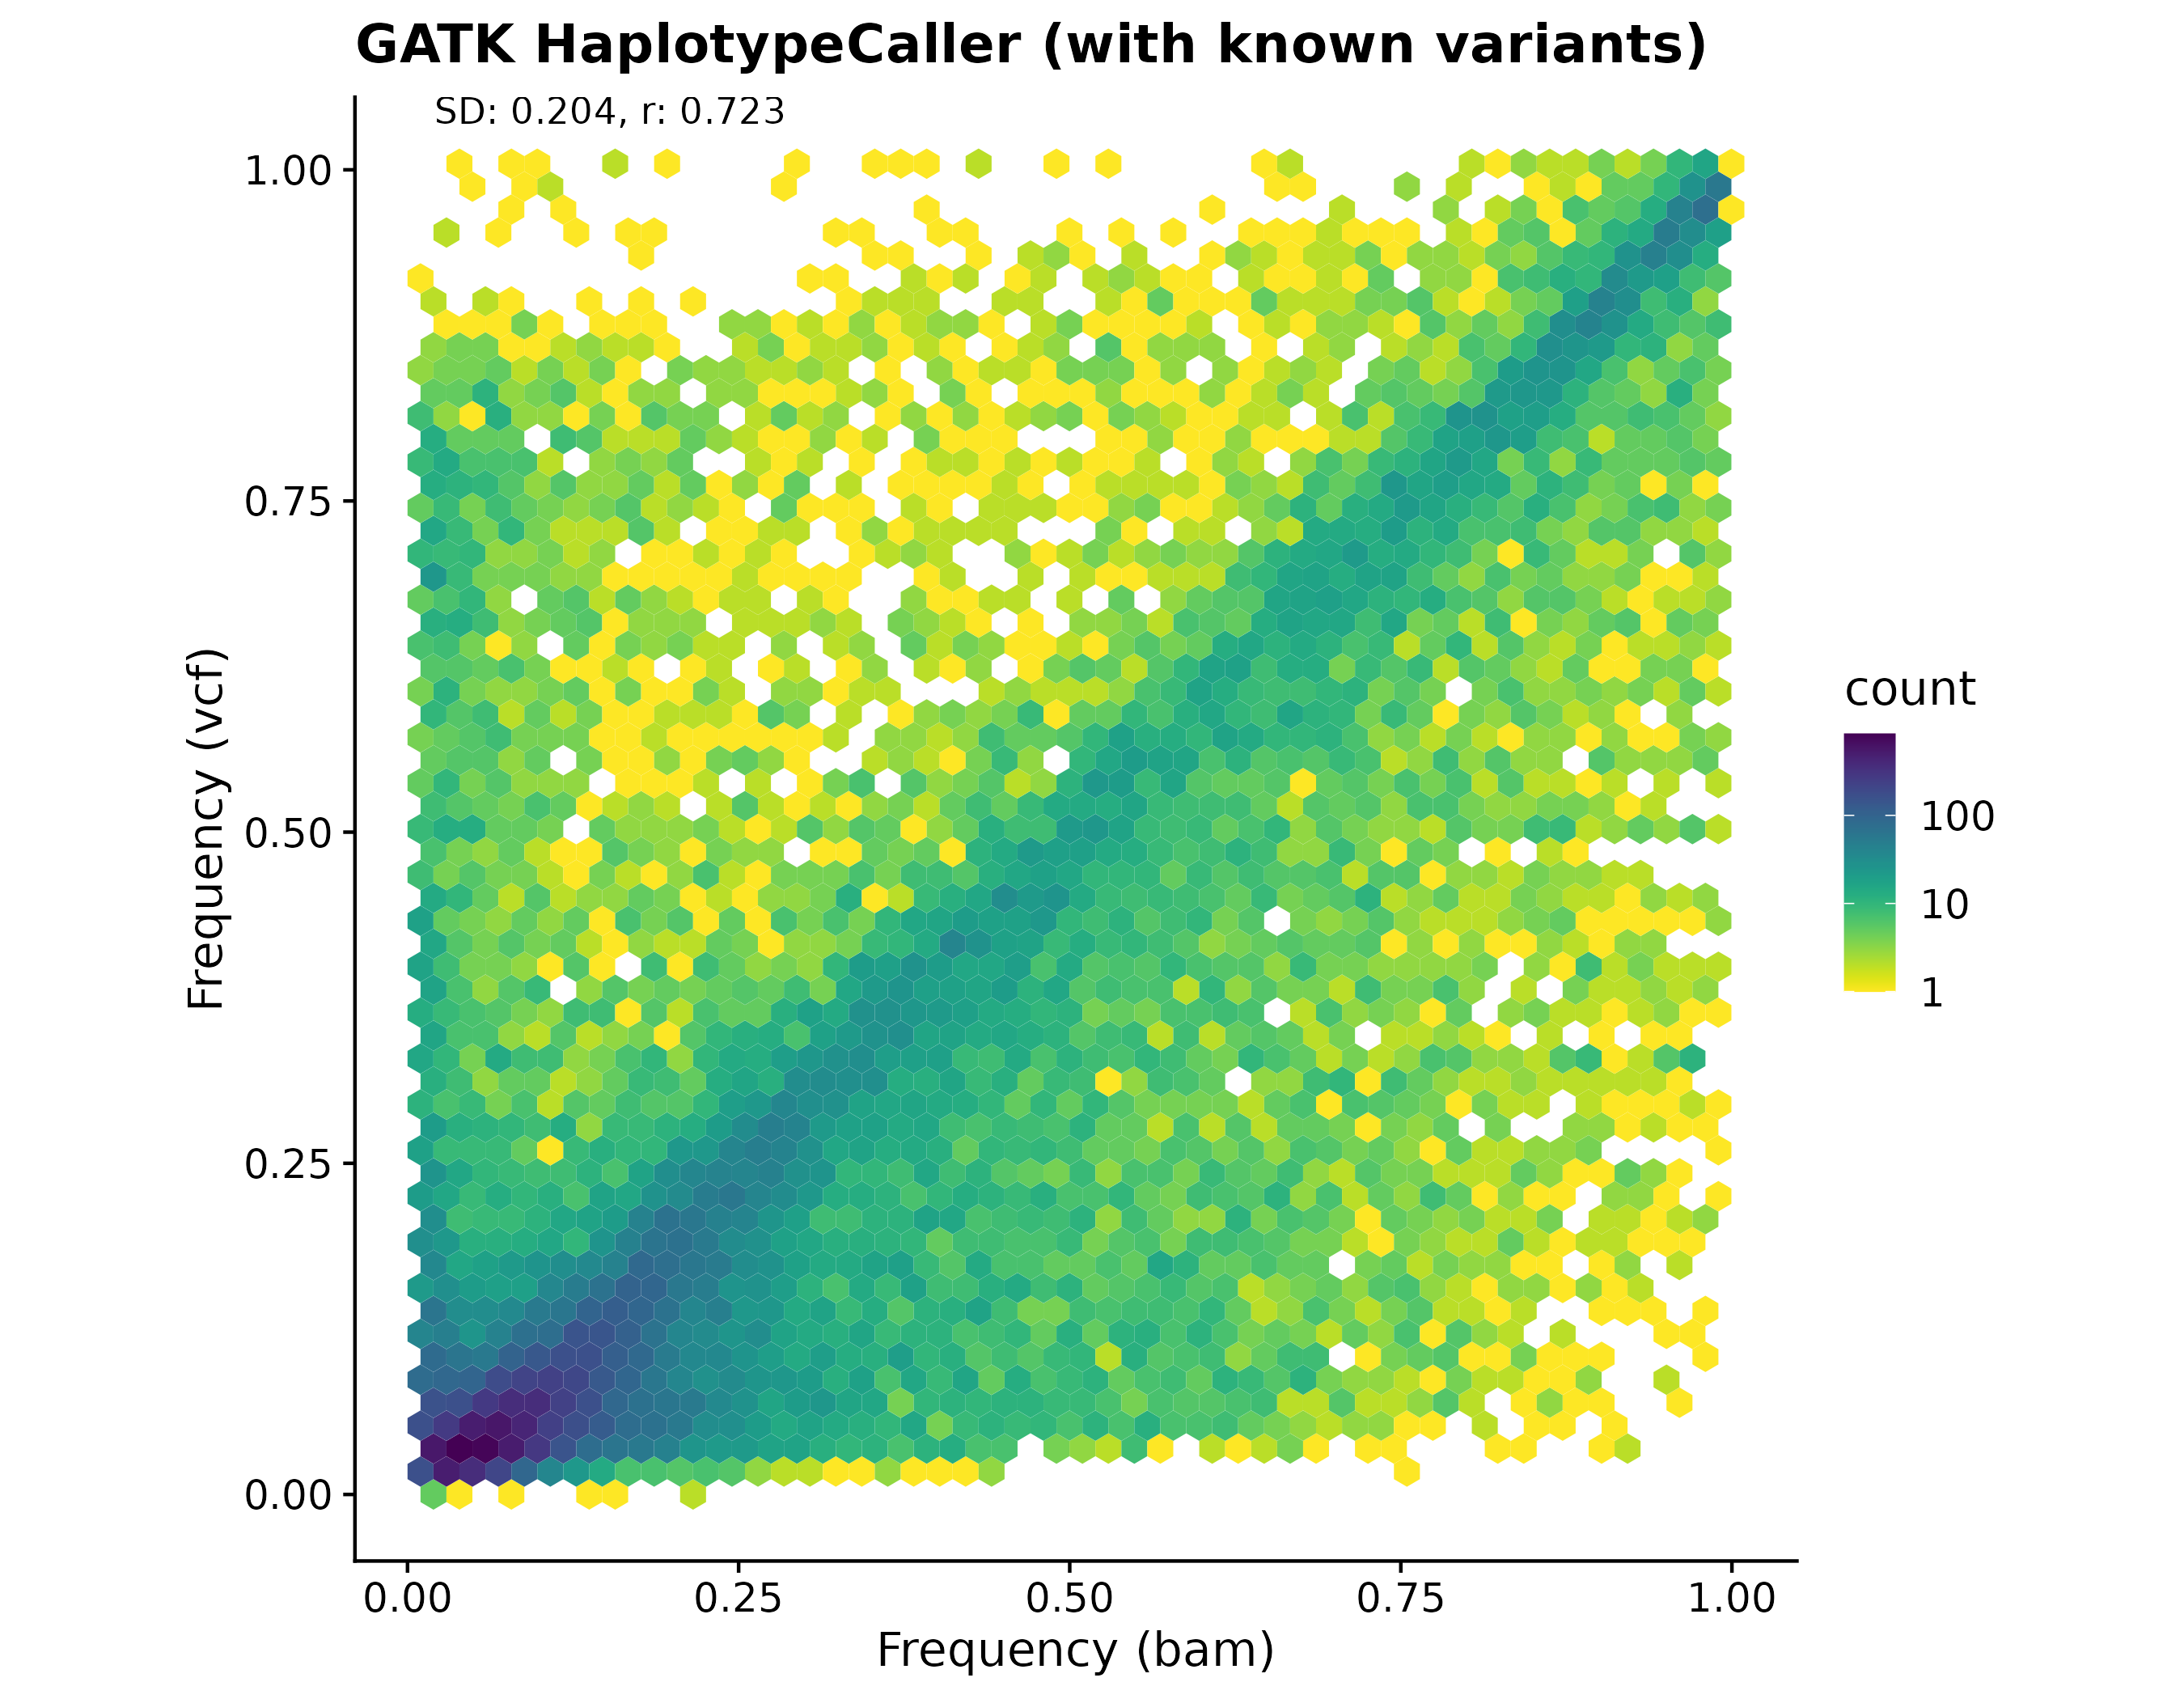 GATK HaplotypeCaller (with known variants)
SD: 0.204, r: 0.723
1.00
0.75
0.50
0.25
0.00
Frequency (vcf)
0.00 0.25 0.50 0.75 1.00
Frequency (bam)
count
100
10
1